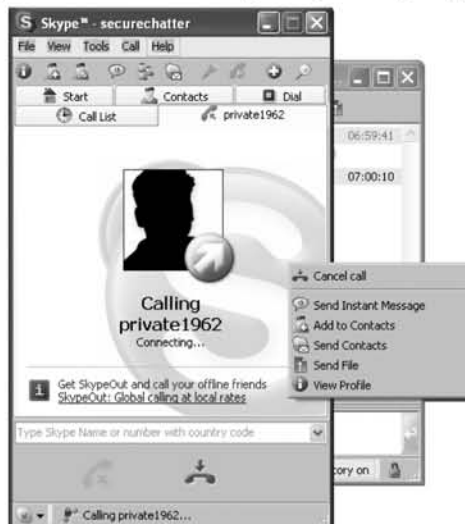 Skype™ - securechatter
File View Tools Call Help
Start Contacts Dial
Call List private1962
06:59:41
07:00:10
Calling
private1962
Connecting...
Cancel call
Send Instant Message
Add to Contacts
Send Contacts
Send File
View Profile
Get SkypeOut and call your offline friends
SkypeOut: Global calling at local rates
Type Skype Name or number with country code
ory on
Calling private1962...